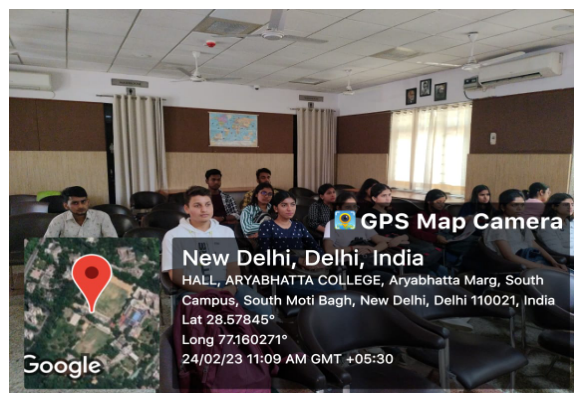 GPS Map Camera
New Delhi, Delhi, India
HALL, ARYABHATTA COLLEGE, Aryabhatta Marg, South
Campus, South Moti Bagh, New Delhi, Delhi 110021, India
Lat 28.57845°
Long 77.160271°
24/02/23 11:09 AM GMT +05:30
Google